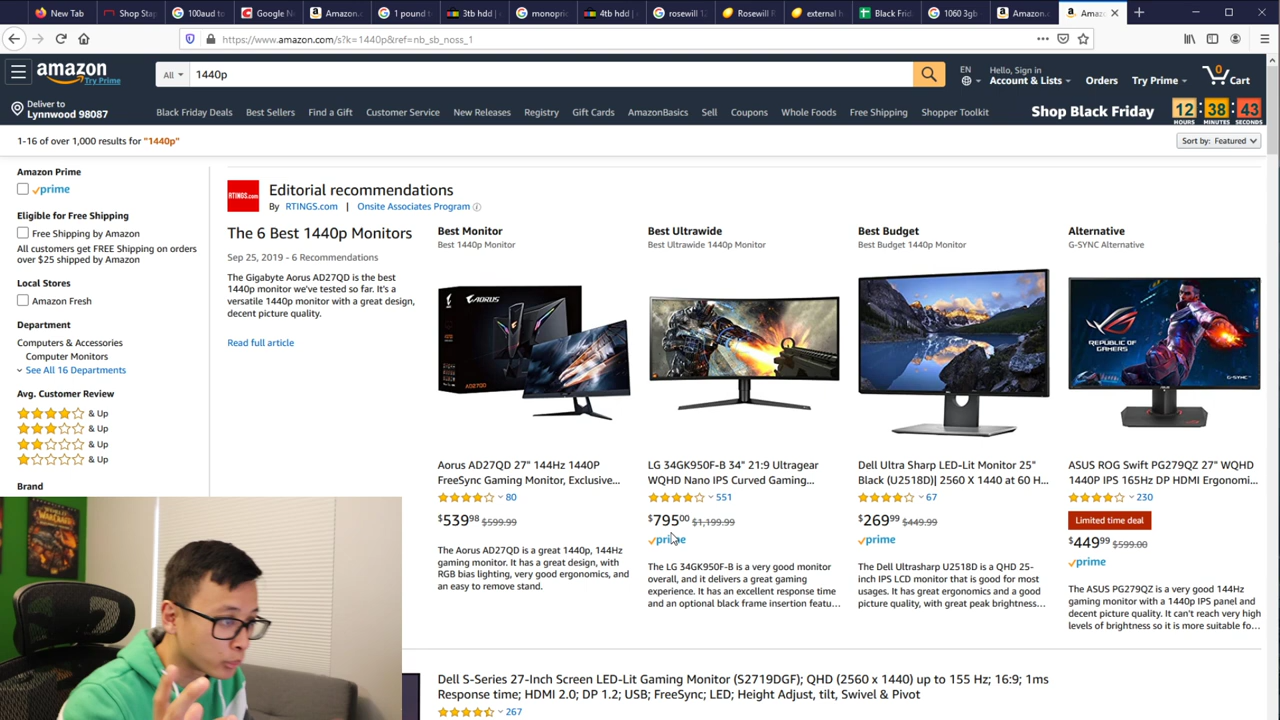 New Tab
Shop Sta
100aud to
Google N
Amazon.c
1 pound t
3tb hdd
monopric
4tb hdd
rosewill 12
Rosewill R
external h
Black Frid
1060 3gb
Amazon.c
Amaz
https://www.amazon.com/s?k=1440p&ref=nb_sb_noss_1
amazon
Try Prime
All
1440p
EN
Hello, Sign in
Account & Lists
Orders
Try Prime
0
Cart
Deliver to
Lynnwood 98087
Black Friday Deals
Best Sellers
Find a Gift
Customer Service
New Releases
Registry
Gift Cards
AmazonBasics
Sell
Coupons
Whole Foods
Free Shipping
Shopper Toolkit
Shop Black Friday
12 38 43
HOURS MINUTES SECONDS
1-16 of over 1,000 results for "1440p"
Sort by: Featured
Amazon Prime
prime
Eligible for Free Shipping
Free Shipping by Amazon
All customers get FREE Shipping on orders
over $25 shipped by Amazon
Local Stores
Amazon Fresh
Department
Computers & Accessories
Computer Monitors
See All 16 Departments
Avg. Customer Review
& Up
& Up
& Up
& Up
Brand
RTINGS.com
Editorial recommendations
By RTINGS.com | Onsite Associates Program
The 6 Best 1440p Monitors
Sep 25, 2019 - 6 Recommendations
The Gigabyte Aorus AD27QD is the best
1440p monitor we've tested so far. It's a
versatile 1440p monitor with a great design,
decent picture quality.
Read full article
Best Monitor
Best 1440p Monitor
AORUS
AD27QD
Aorus AD27QD 27" 144Hz 1440P
FreeSync Gaming Monitor, Exclusive...
80
$539.98 $599.99
The Aorus AD27QD is a great 1440p, 144Hz
gaming monitor. It has a great design, with
RGB bias lighting, very good ergonomics, and
an easy to remove stand.
Best Ultrawide
Best Ultrawide 1440p Monitor
LG 34GK950F-B 34" 21:9 Ultragear
WQHD Nano IPS Curved Gaming...
551
$795.00 $1,199.99
prime
The LG 34GK950F-B is a very good monitor
overall, and it delivers a great gaming
experience. It has an excellent response time
and an optional black frame insertion featu...
Best Budget
Best Budget 1440p Monitor
Dell Ultra Sharp LED-Lit Monitor 25"
Black (U2518D)| 2560 X 1440 at 60 H...
67
$269.99 $449.99
prime
The Dell Ultrasharp U2518D is a QHD 25-
inch IPS LCD monitor that is good for most
usages. It has great ergonomics and a good
picture quality, with great peak brightness...
Alternative
G-SYNC Alternative
REPUBLIC OF
GAMERS
ASUS ROG Swift PG279QZ 27" WQHD
1440P IPS 165Hz DP HDMI Ergonomi...
230
Limited time deal
$449.99 $599.00
prime
The ASUS PG279QZ is a very good 144Hz
gaming monitor with a 1440p IPS panel and
decent picture quality. It can't reach very high
levels of brightness so it is more suitable fo...
Dell S-Series 27-Inch Screen LED-Lit Gaming Monitor (S2719DGF); QHD (2560 x 1440) up to 155 Hz; 16:9; 1ms
Response time; HDMI 2.0; DP 1.2; USB; FreeSync; LED; Height Adjust, tilt, Swivel & Pivot
267